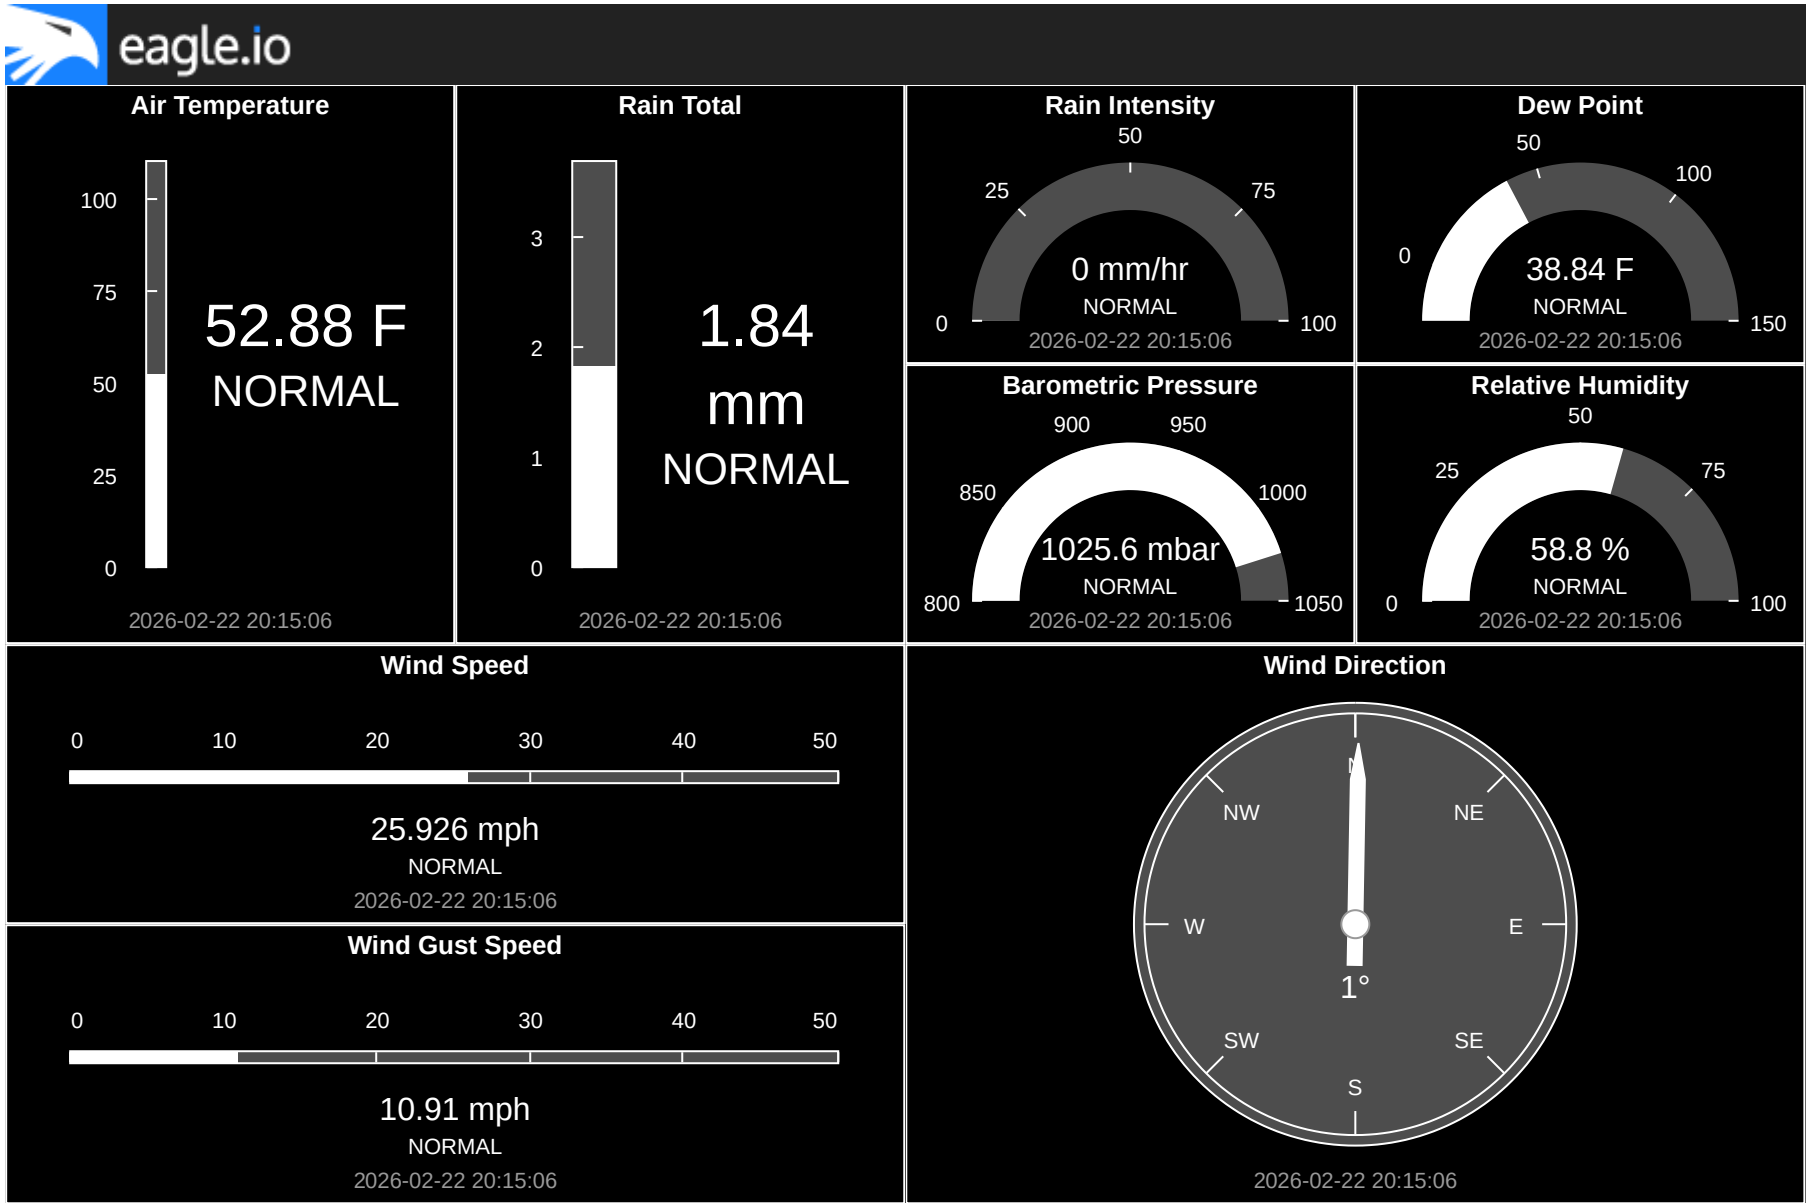 eagle.io
Air Temperature
100
75
50
25
0
52.88 F
NORMAL
2026-02-22 20:15:06
Rain Total
3
2
1
0
1.84
mm
NORMAL
2026-02-22 20:15:06
Rain Intensity
50
25
75
0
100
0 mm/hr
NORMAL
2026-02-22 20:15:06
Dew Point
50
100
0
150
38.84 F
NORMAL
2026-02-22 20:15:06
Barometric Pressure
900
950
850
1000
800
1050
1025.6 mbar
NORMAL
2026-02-22 20:15:06
Relative Humidity
50
25
75
0
100
58.8 %
NORMAL
2026-02-22 20:15:06
Wind Speed
0 10 20 30 40 50
25.926 mph
NORMAL
2026-02-22 20:15:06
Wind Gust Speed
0 10 20 30 40 50
10.91 mph
NORMAL
2026-02-22 20:15:06
Wind Direction
N
NW NE
W E
1°
SW SE
S
2026-02-22 20:15:06